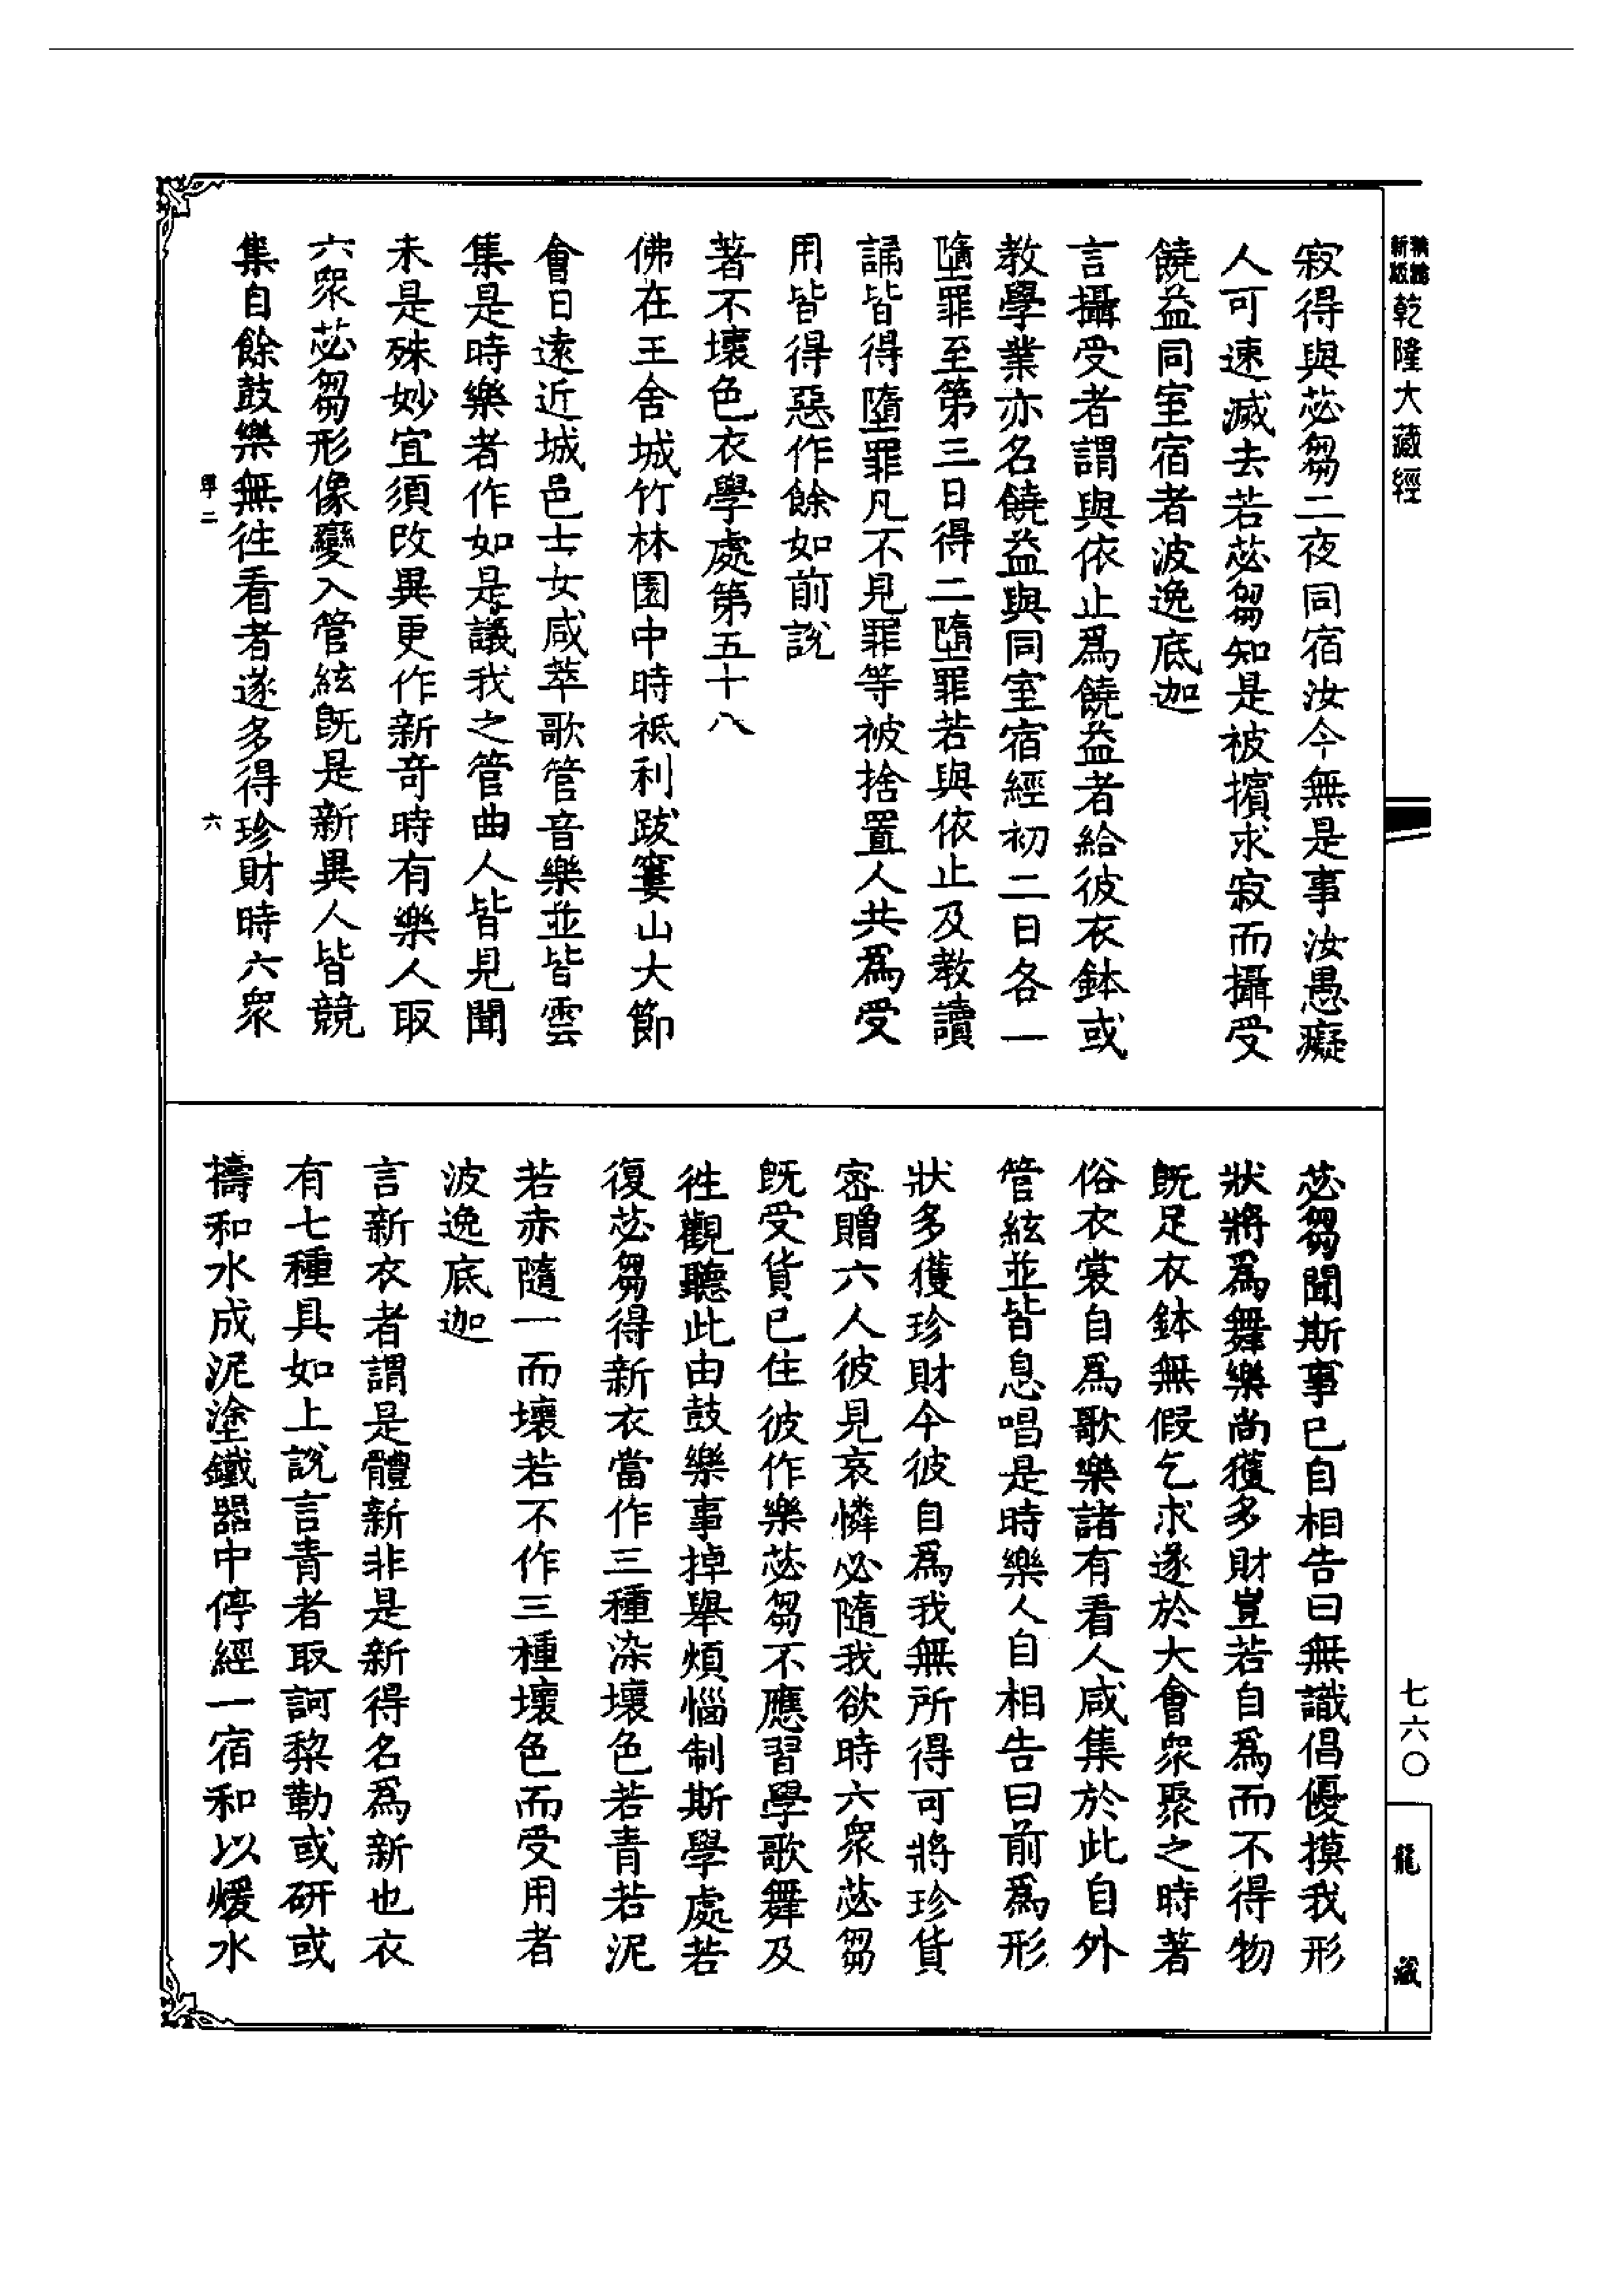 乾隆大藏經
寂得與苾芻二夜同宿汝今無是事汝愚癡
人可速滅去若苾芻知是被擯求寂而攝受
饒益同室宿者波逸底迦
言攝受者謂與依止爲饒益者給彼衣鉢或
教學業亦名饒益與同室宿經初二日各一
墮罪至第三日得二墮罪若與依止及教讀
誦皆得墮罪凡不見罪等被捨置人共爲受
用皆得惡作餘如前說
著不壞色衣學處第五十八
佛在王舍城竹林園中時祇利跋窶山大節
會日遠近城邑士女咸萃歌管音樂並皆雲
集是時樂者作如是議我之管曲人皆見聞
未是殊妙宜須改異更作新奇時有樂人取
六衆苾芻形像變入管絃旣是新異人皆競
集自餘鼓樂無往看者遂多得珍財時六衆
六
苾芻聞斯事已自相告曰無識倡優摸我形
狀將爲舞樂尚獲多財豈若自爲而不得物
旣足衣鉢無假乞求遂於大會衆聚之時著
俗衣裳自爲歌樂諸有看人咸集於此自外
管絃並皆息唱是時樂人自相告曰前爲形
狀多獲珍財今彼自爲我無所得可將珍貨
密贈六人彼見哀憐必隨我欲時六衆苾芻
旣受貨已住彼作樂苾芻不應習學歌舞及
往觀聽此由鼓樂事掉舉煩惱制斯學處若
復苾芻得新衣當作三種染壞色若青若泥
若赤隨一而壞若不作三種壞色而受用者
波逸底迦
言新衣者謂是體新非是新得名爲新也衣
有七種具如上說言青者取訶棃勒或研或
擣和水成泥塗鐵器中停經一宿和以煖水
七六〇
龍藏